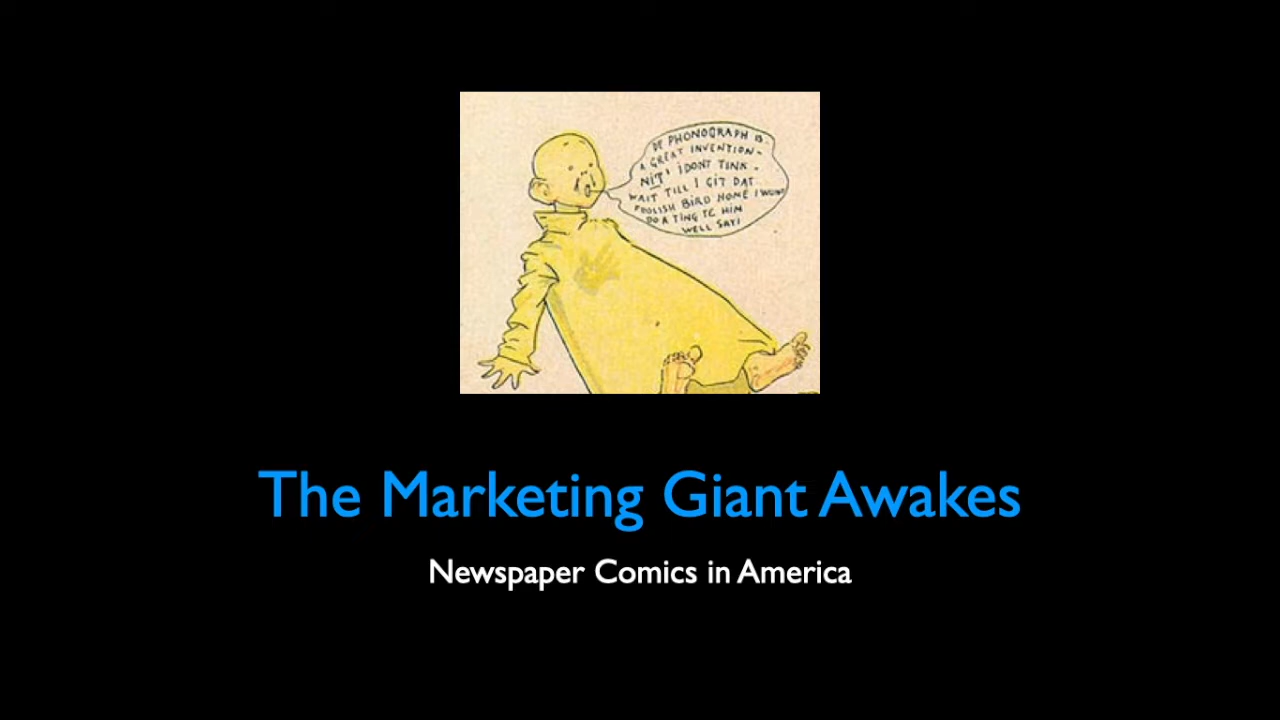 DE PHONOGRAPH IS
A GREAT INVENTION-
NIT! I DONT TINK -
WAIT TILL I GIT DAT
FOOLISH BIRD HOME I WONT
DO A TING TE HIM
WELL SAY!
The Marketing Giant Awakes
Newspaper Comics in America